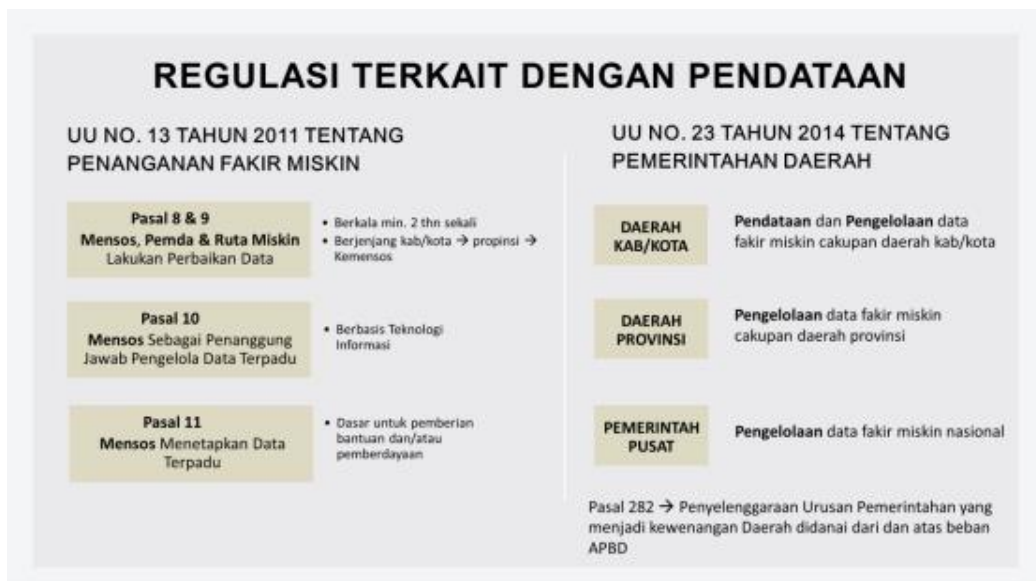 REGULASI TERKAIT DENGAN PENDATAAN
UU NO. 13 TAHUN 2011 TENTANG
PENANGANAN FAKIR MISKIN
Pasal 8 & 9
Mensos, Pemda & Ruta Miskin
Lakukan Perbaikan Data
• Berkala min. 2 thn sekali
• Berjenjang kab/kota → propinsi →
Kemensos
Pasal 10
Mensos Sebagai Penanggung
Jawab Pengelola Data Terpadu
• Berbasis Teknologi
Informasi
Pasal 11
Mensos Menetapkan Data
Terpadu
• Dasar untuk pemberian
bantuan dan/atau
pemberdayaan
UU NO. 23 TAHUN 2014 TENTANG
PEMERINTAHAN DAERAH
DAERAH
KAB/KOTA
Pendataan dan Pengelolaan data
fakir miskin cakupan daerah kab/kota
DAERAH
PROVINSI
Pengelolaan data fakir miskin
cakupan daerah provinsi
PEMERINTAH
PUSAT
Pengelolaan data fakir miskin nasional
Pasal 282 → Penyelenggaraan Urusan Pemerintahan yang
menjadi kewenangan Daerah didanai dari dan atas beban
APBD